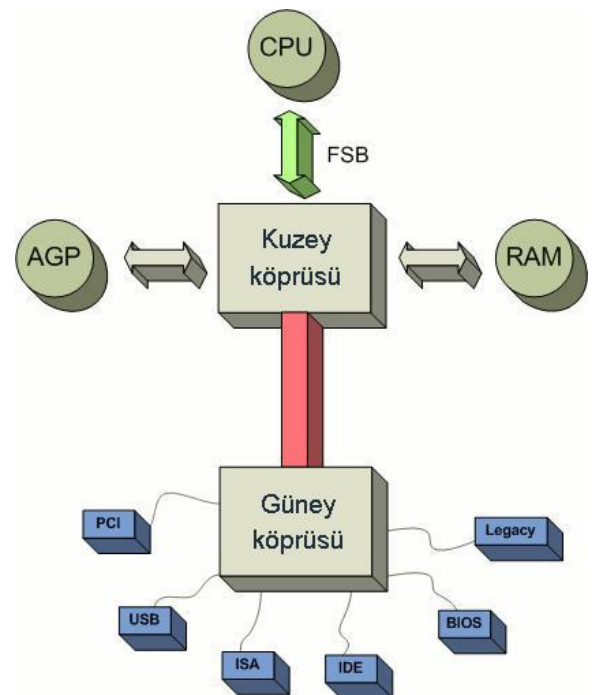 CPU
FSB
Kuzey
köprüsü
AGP
RAM
Güney
köprüsü
PCI
Legacy
USB
BIOS
ISA
IDE